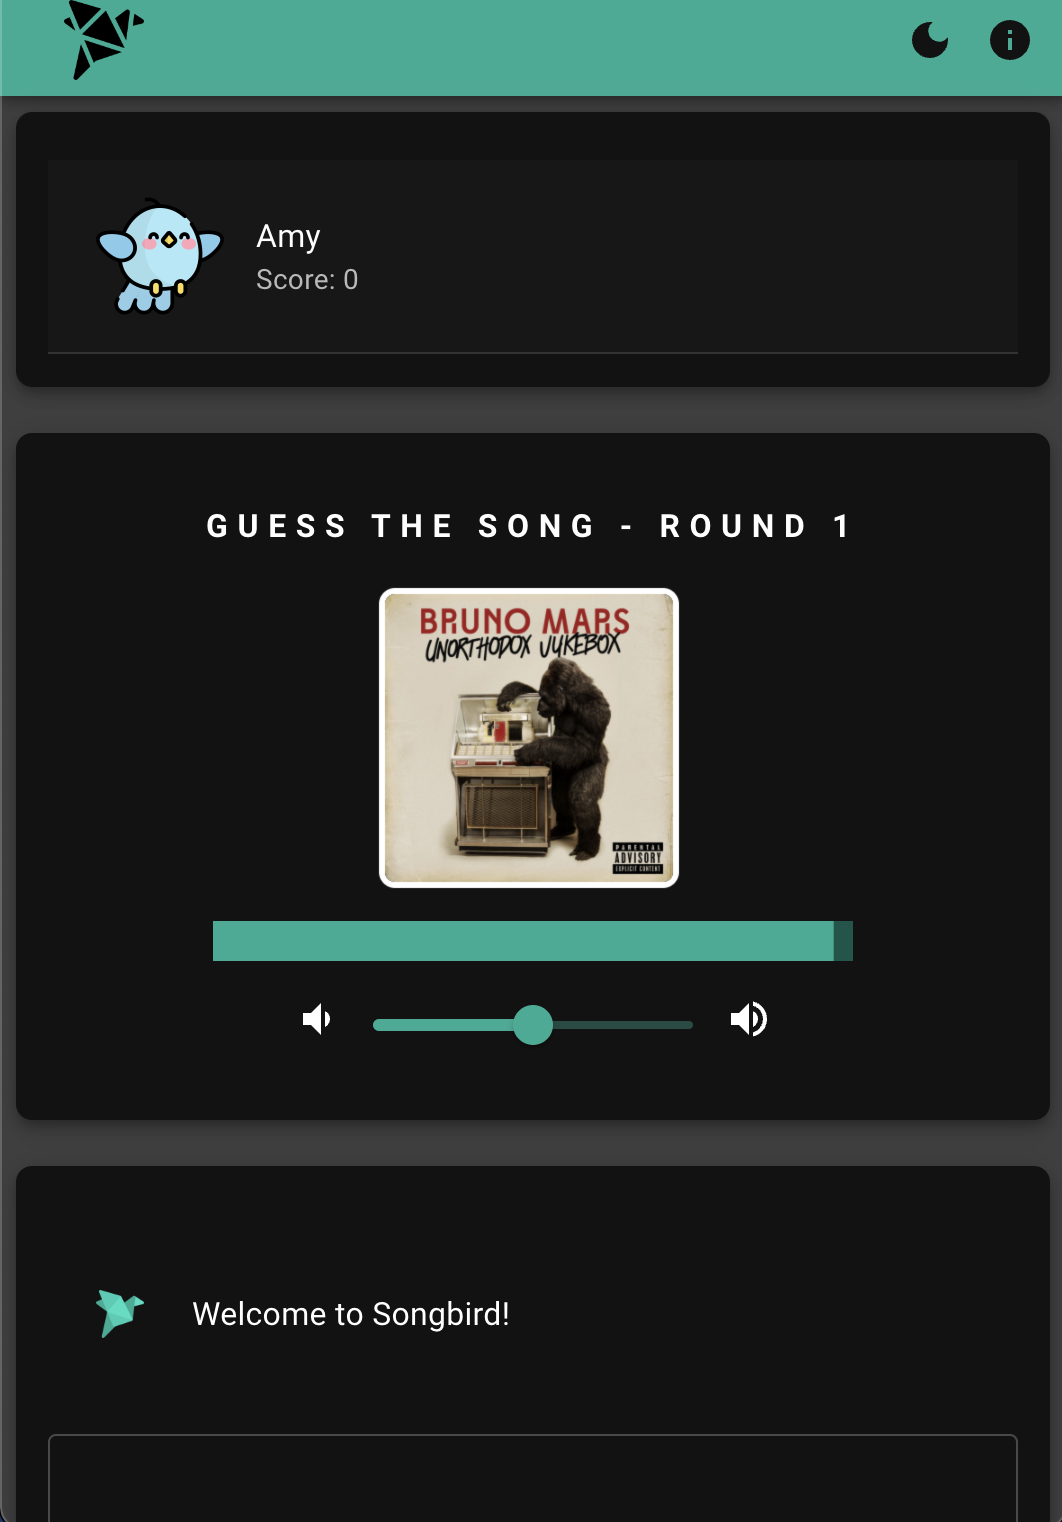 Amy
Score: 0
GUESS THE SONG - ROUND 1
BRUNO MARS
UNORTHODOX JUKEBOX
PARENTAL
ADVISORY
EXPLICIT CONTENT
Welcome to Songbird!